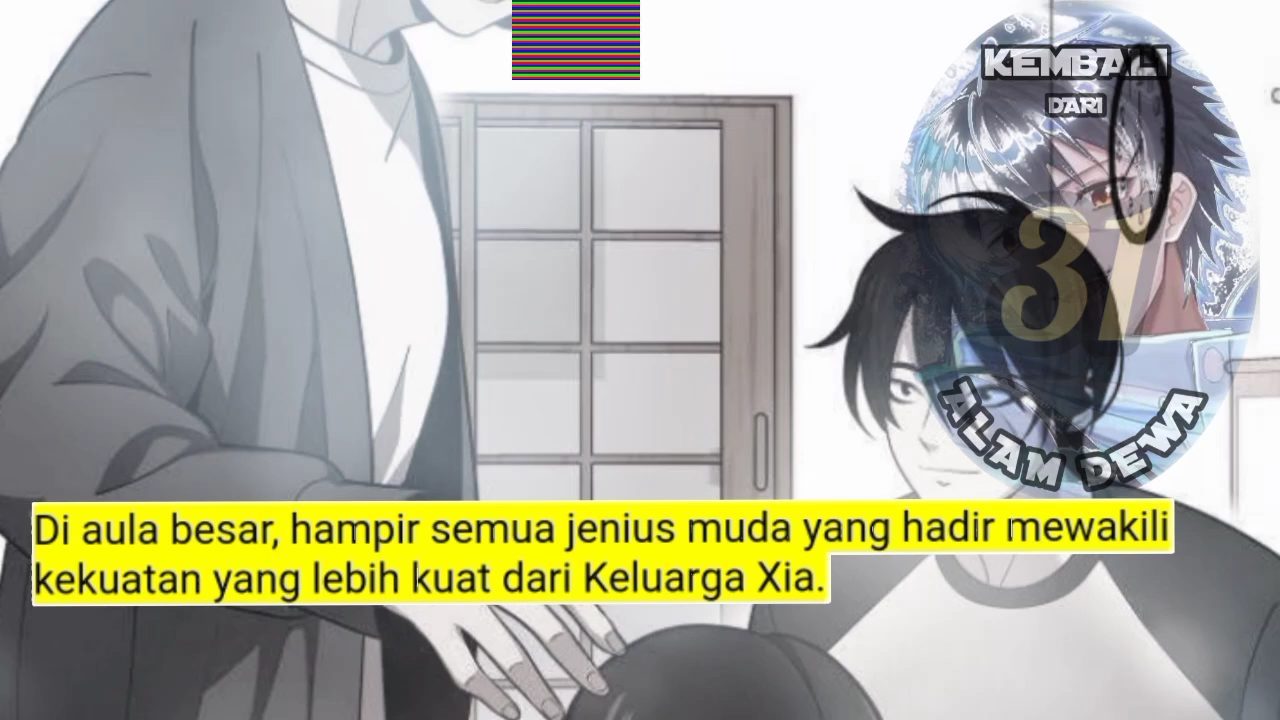 KEMBALI
DARI
31
ALAM DEWA
Di aula besar, hampir semua jenius muda yang hadir mewakili
kekuatan yang lebih kuat dari Keluarga Xia.